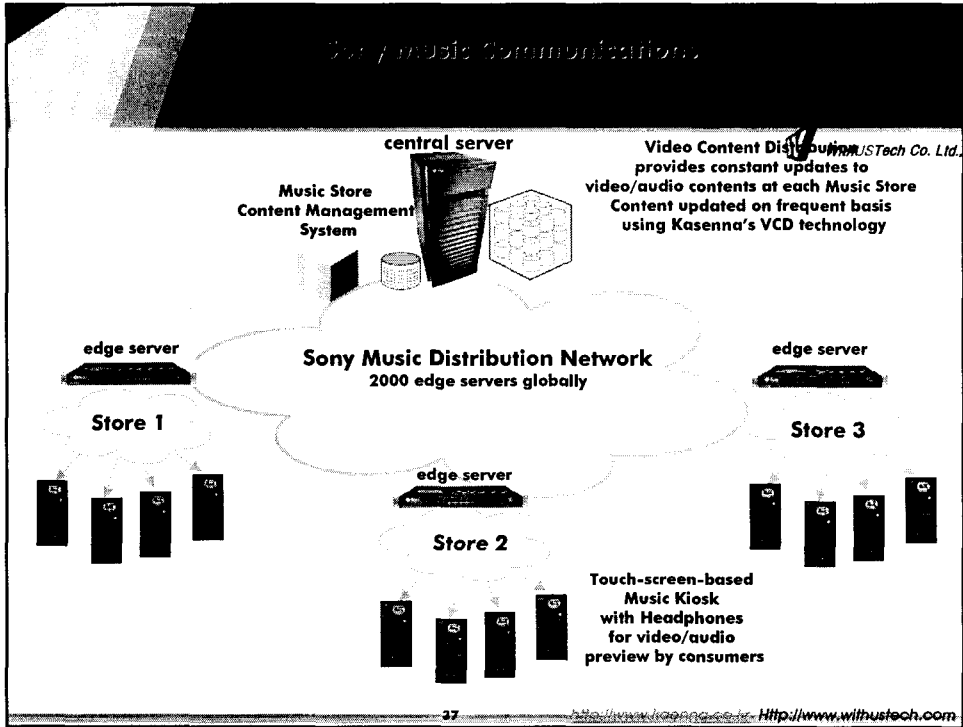 Sony Music Communications
WithUSTech Co. Ltd.,
central server
Video Content Distribution
provides constant updates to
video/audio contents at each Music Store
Content updated on frequent basis
using Kasenna's VCD technology
Music Store
Content Management
System
Sony Music Distribution Network
2000 edge servers globally
edge server
Store 1
edge server
Store 3
edge server
Store 2
Touch-screen-based
Music Kiosk
with Headphones
for video/audio
preview by consumers
37
Http://www.withustech.com